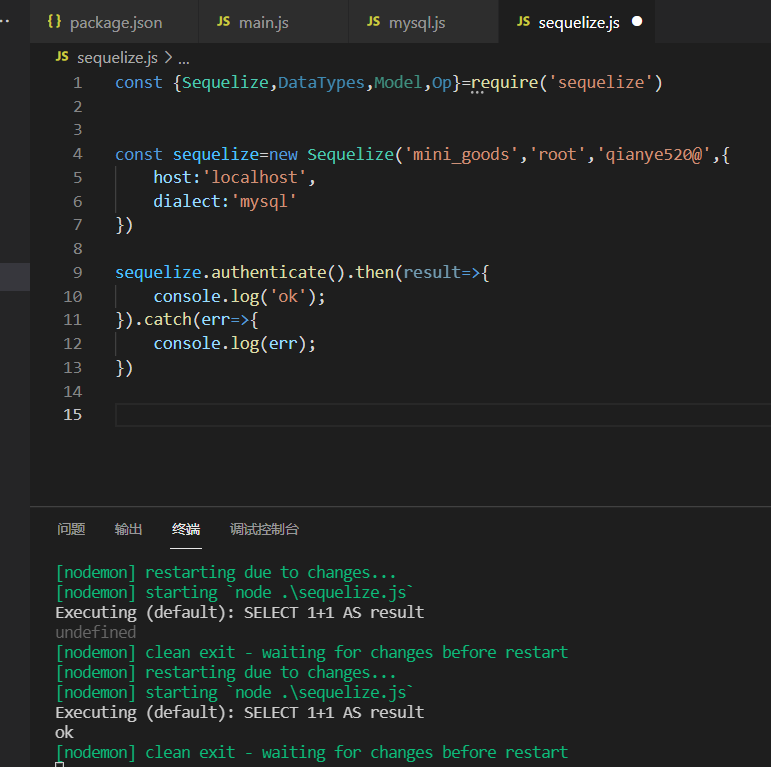 {} package.json JS main.js JS mysql.js JS sequelize.js
JS sequelize.js > ...
1 const {Sequelize,DataTypes,Model,Op}=require('sequelize')
2
3
4 const sequelize=new Sequelize('mini_goods','root','qianye520@',{
5 host:'localhost',
6 dialect:'mysql'
7 })
8
9 sequelize.authenticate().then(result=>{
10 console.log('ok');
11 }).catch(err=>{
12 console.log(err);
13 })
14
15
问题 输出 终端 调试控制台
[nodemon] restarting due to changes...
[nodemon] starting `node .\sequelize.js`
Executing (default): SELECT 1+1 AS result
undefined
[nodemon] clean exit - waiting for changes before restart
[nodemon] restarting due to changes...
[nodemon] starting `node .\sequelize.js`
Executing (default): SELECT 1+1 AS result
ok
[nodemon] clean exit - waiting for changes before restart